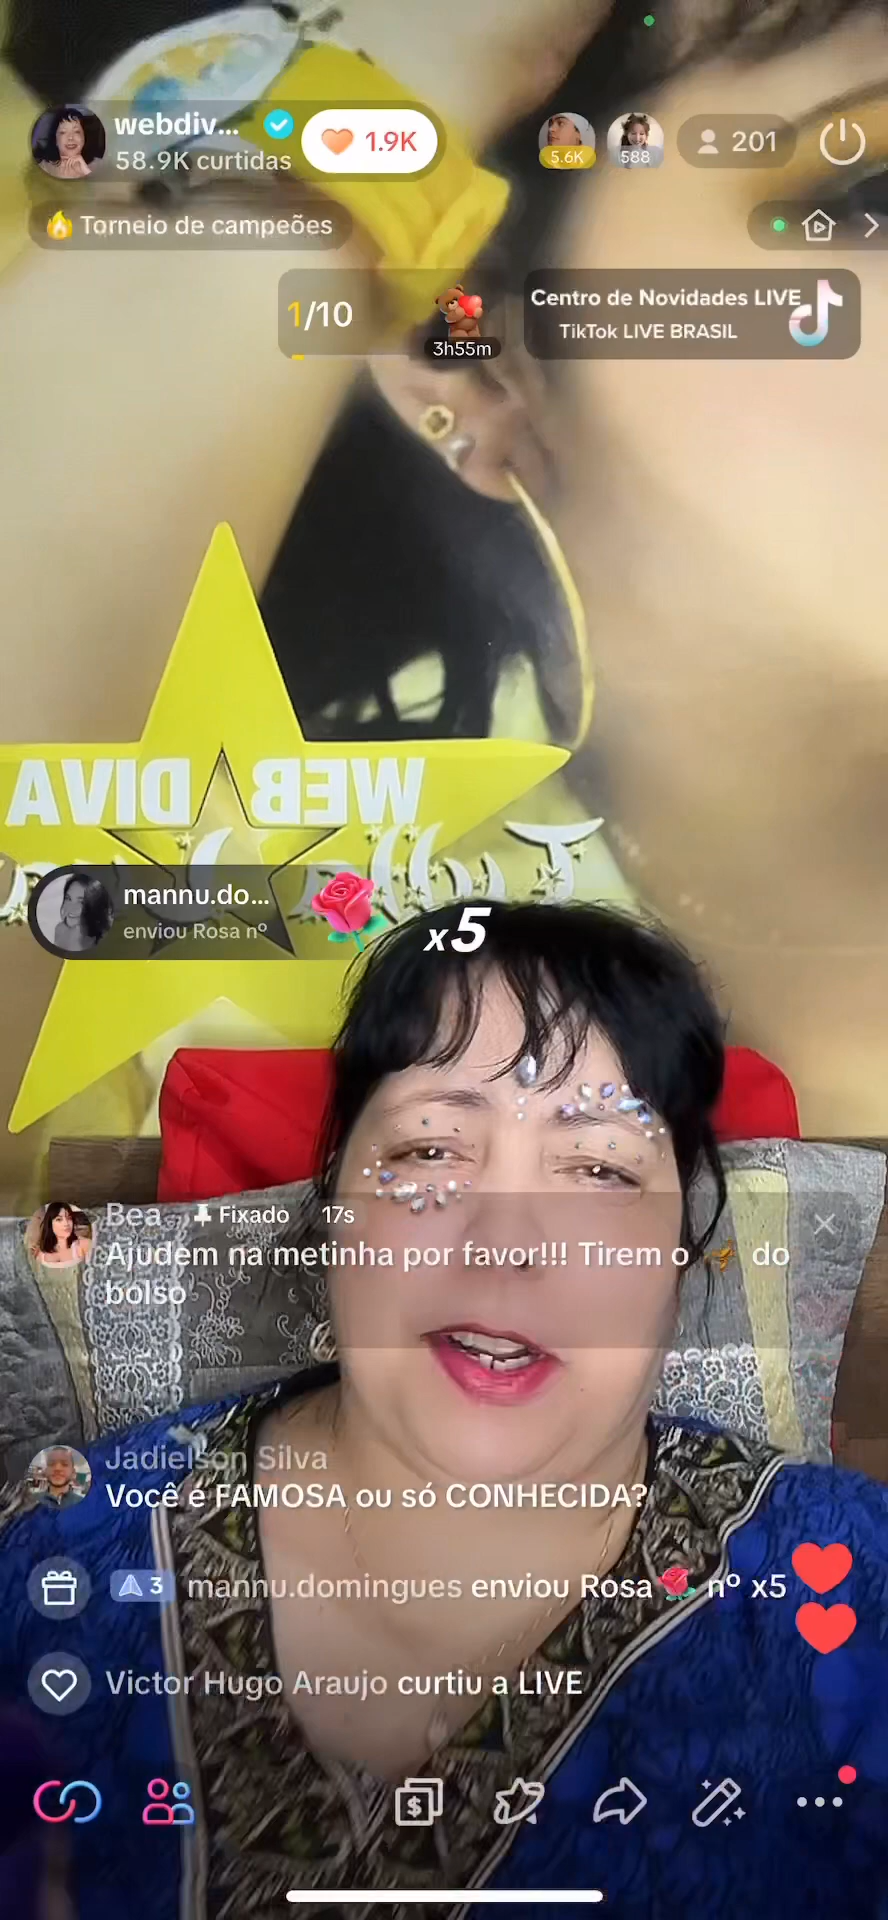 webdiv...
58.9K curtidas
1.9K
5.6K
588
201
Torneio de campeões
1/10
3h55m
Centro de Novidades LIVE
TikTok LIVE BRASIL
WEB DIVA
mannu.do...
enviou Rosa nº
x5
Bea
Fixado
17s
Ajudem na metinha por favor!!! Tirem o do
bolso
Jadielson Silva
Você é FAMOSA ou só CONHECIDA?
3
mannu.domingues enviou Rosa nº x5
Victor Hugo Araujo curtiu a LIVE